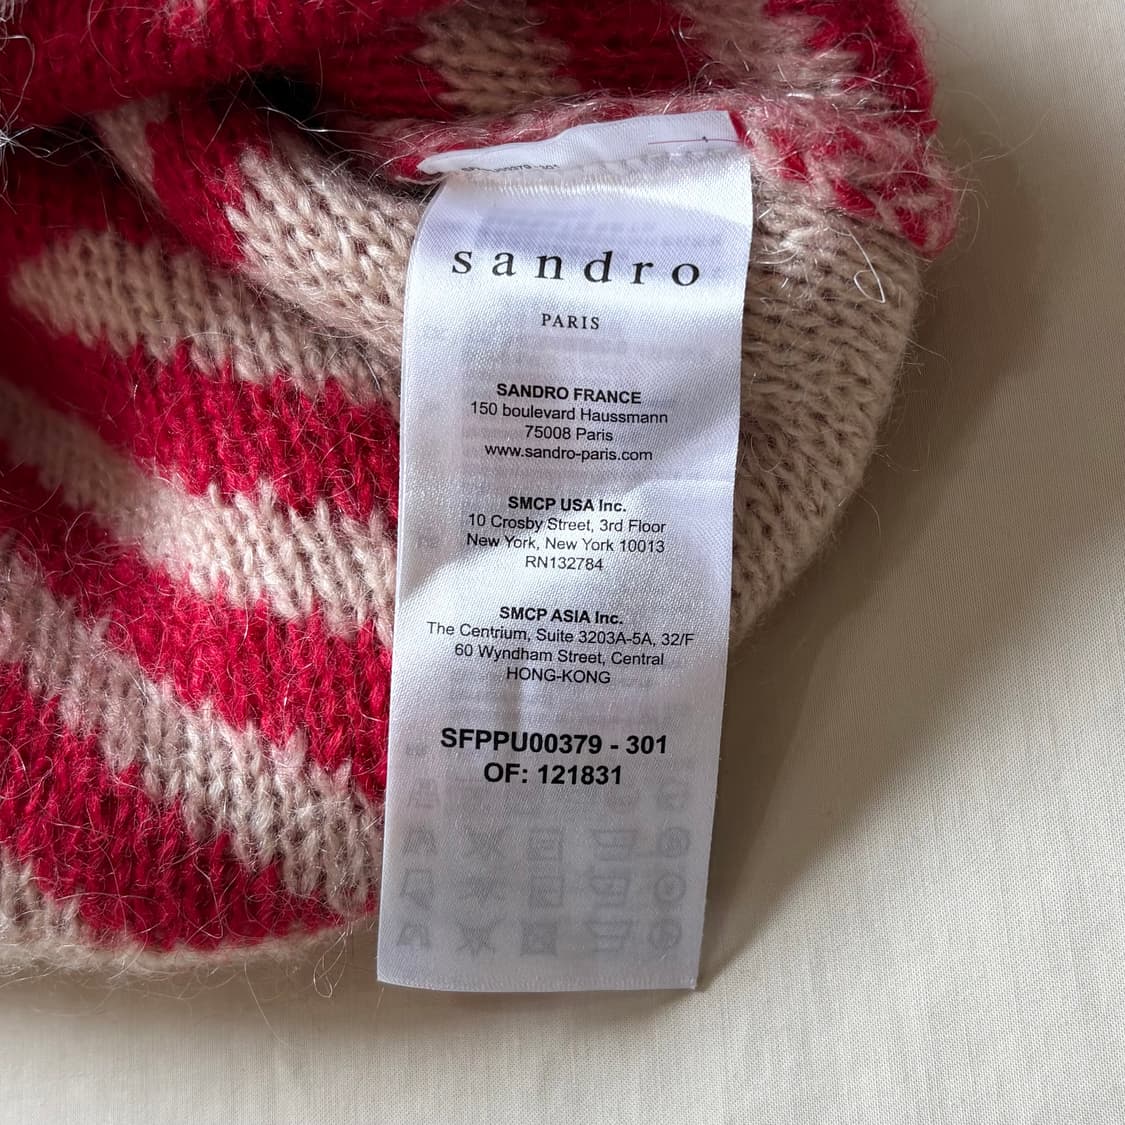 SFPPU00379 - 301
sandro
PARIS
SANDRO FRANCE
150 boulevard Haussmann
75008 Paris
www.sandro-paris.com
SMCP USA Inc.
10 Crosby Street, 3rd Floor
New York, New York 10013
RN132784
SMCP ASIA Inc.
The Centrium, Suite 3203A-5A, 32/F
60 Wyndham Street, Central
HONG-KONG
SFPPU00379 - 301
OF: 121831